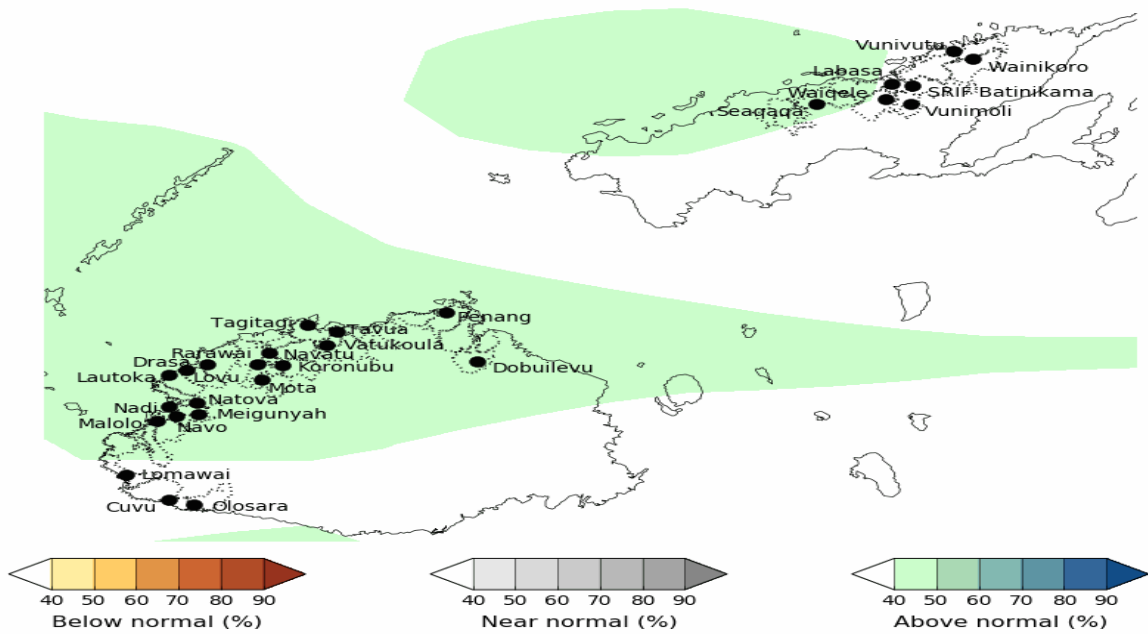 Vunivutu
Wainikoro
Labasa
SRIF Batinikama
Waiqele
Seaqaqa
Vunimoli
Penang
Tagitagi
Tavua
Vatukoula
Rarawai
Navatu
Drasa
Koronubu
Dobuilevu
Lautoka
Lovu
Mota
Natova
Nadi
Meigunyah
Malolo
Navo
Lomawai
Cuvu
Olosara
40 50 60 70 80 90
Below normal (%)
40 50 60 70 80 90
Near normal (%)
40 50 60 70 80 90
Above normal (%)